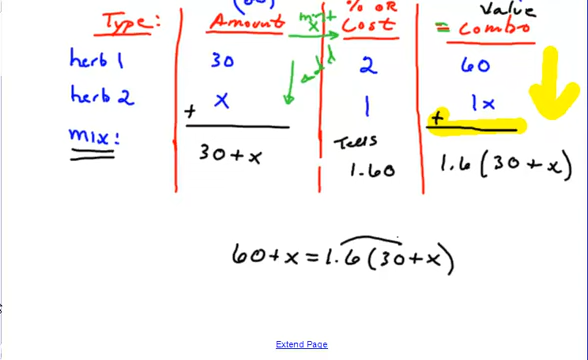 % OR Value
Type: Amount mult x Cost = Combo
herb 1 30 2 60
herb 2 + x add 1 + 1x
mix: 30+x Tells 1.60 1.6(30+x)
60+x=1.6(30+x)
Extend Page